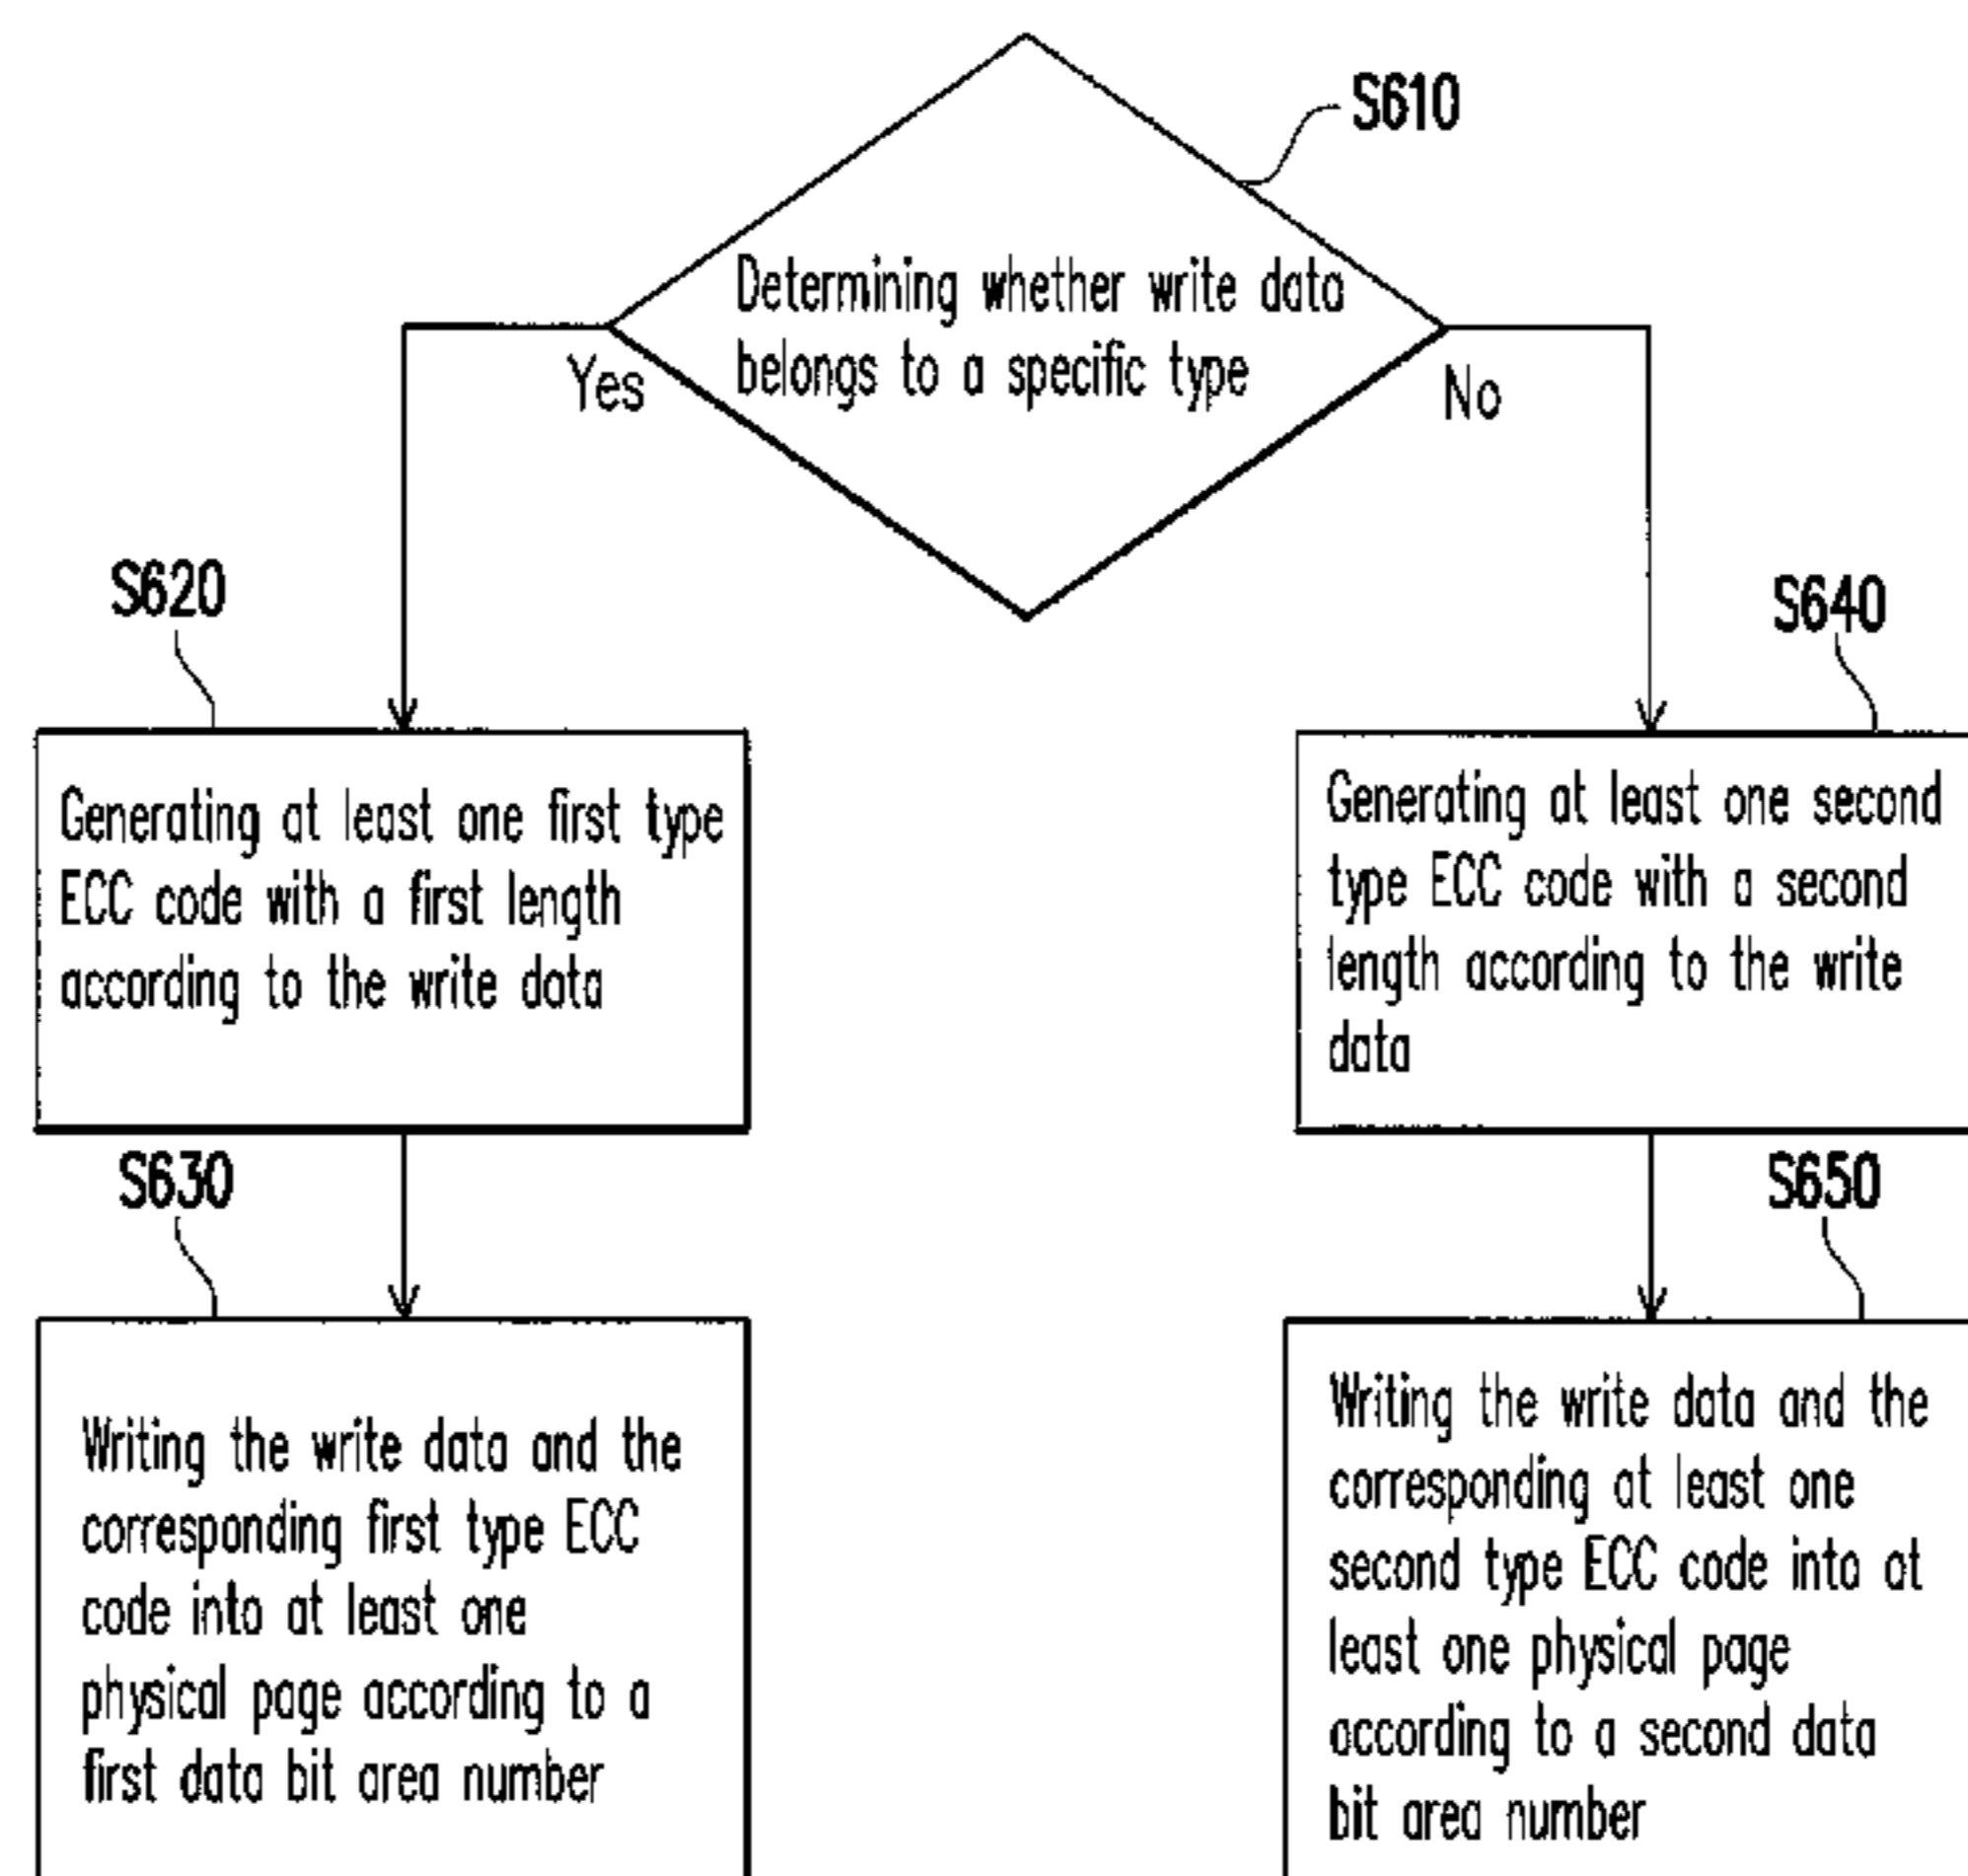 S610
Determining whether write data
belongs to a specific type
Yes
No
S620
Generating at least one first type
ECC code with a first length
according to the write data
S630
Writing the write data and the
corresponding first type ECC
code into at least one
physical page according to a
first data bit area number
S640
Generating at least one second
type ECC code with a second
length according to the write
data
S650
Writing the write data and the
corresponding at least one
second type ECC code into at
least one physical page
according to a second data
bit area number